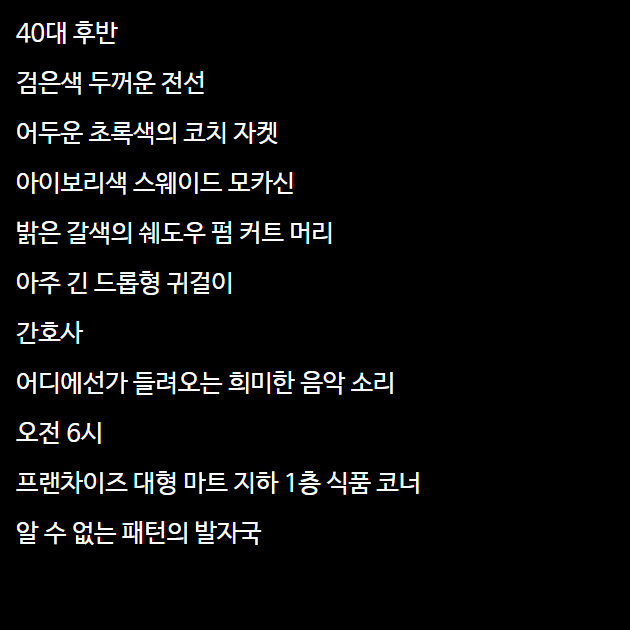 40대 후반
검은색 두꺼운 전선
어두운 초록색의 코치 자켓
아이보리색 스웨이드 모카신
밝은 갈색의 쉐도우 펌 커트 머리
아주 긴 드롭형 귀걸이
간호사
어디에선가 들려오는 희미한 음악 소리
오전 6시
프랜차이즈 대형 마트 지하 1층 식품 코너
알 수 없는 패턴의 발자국